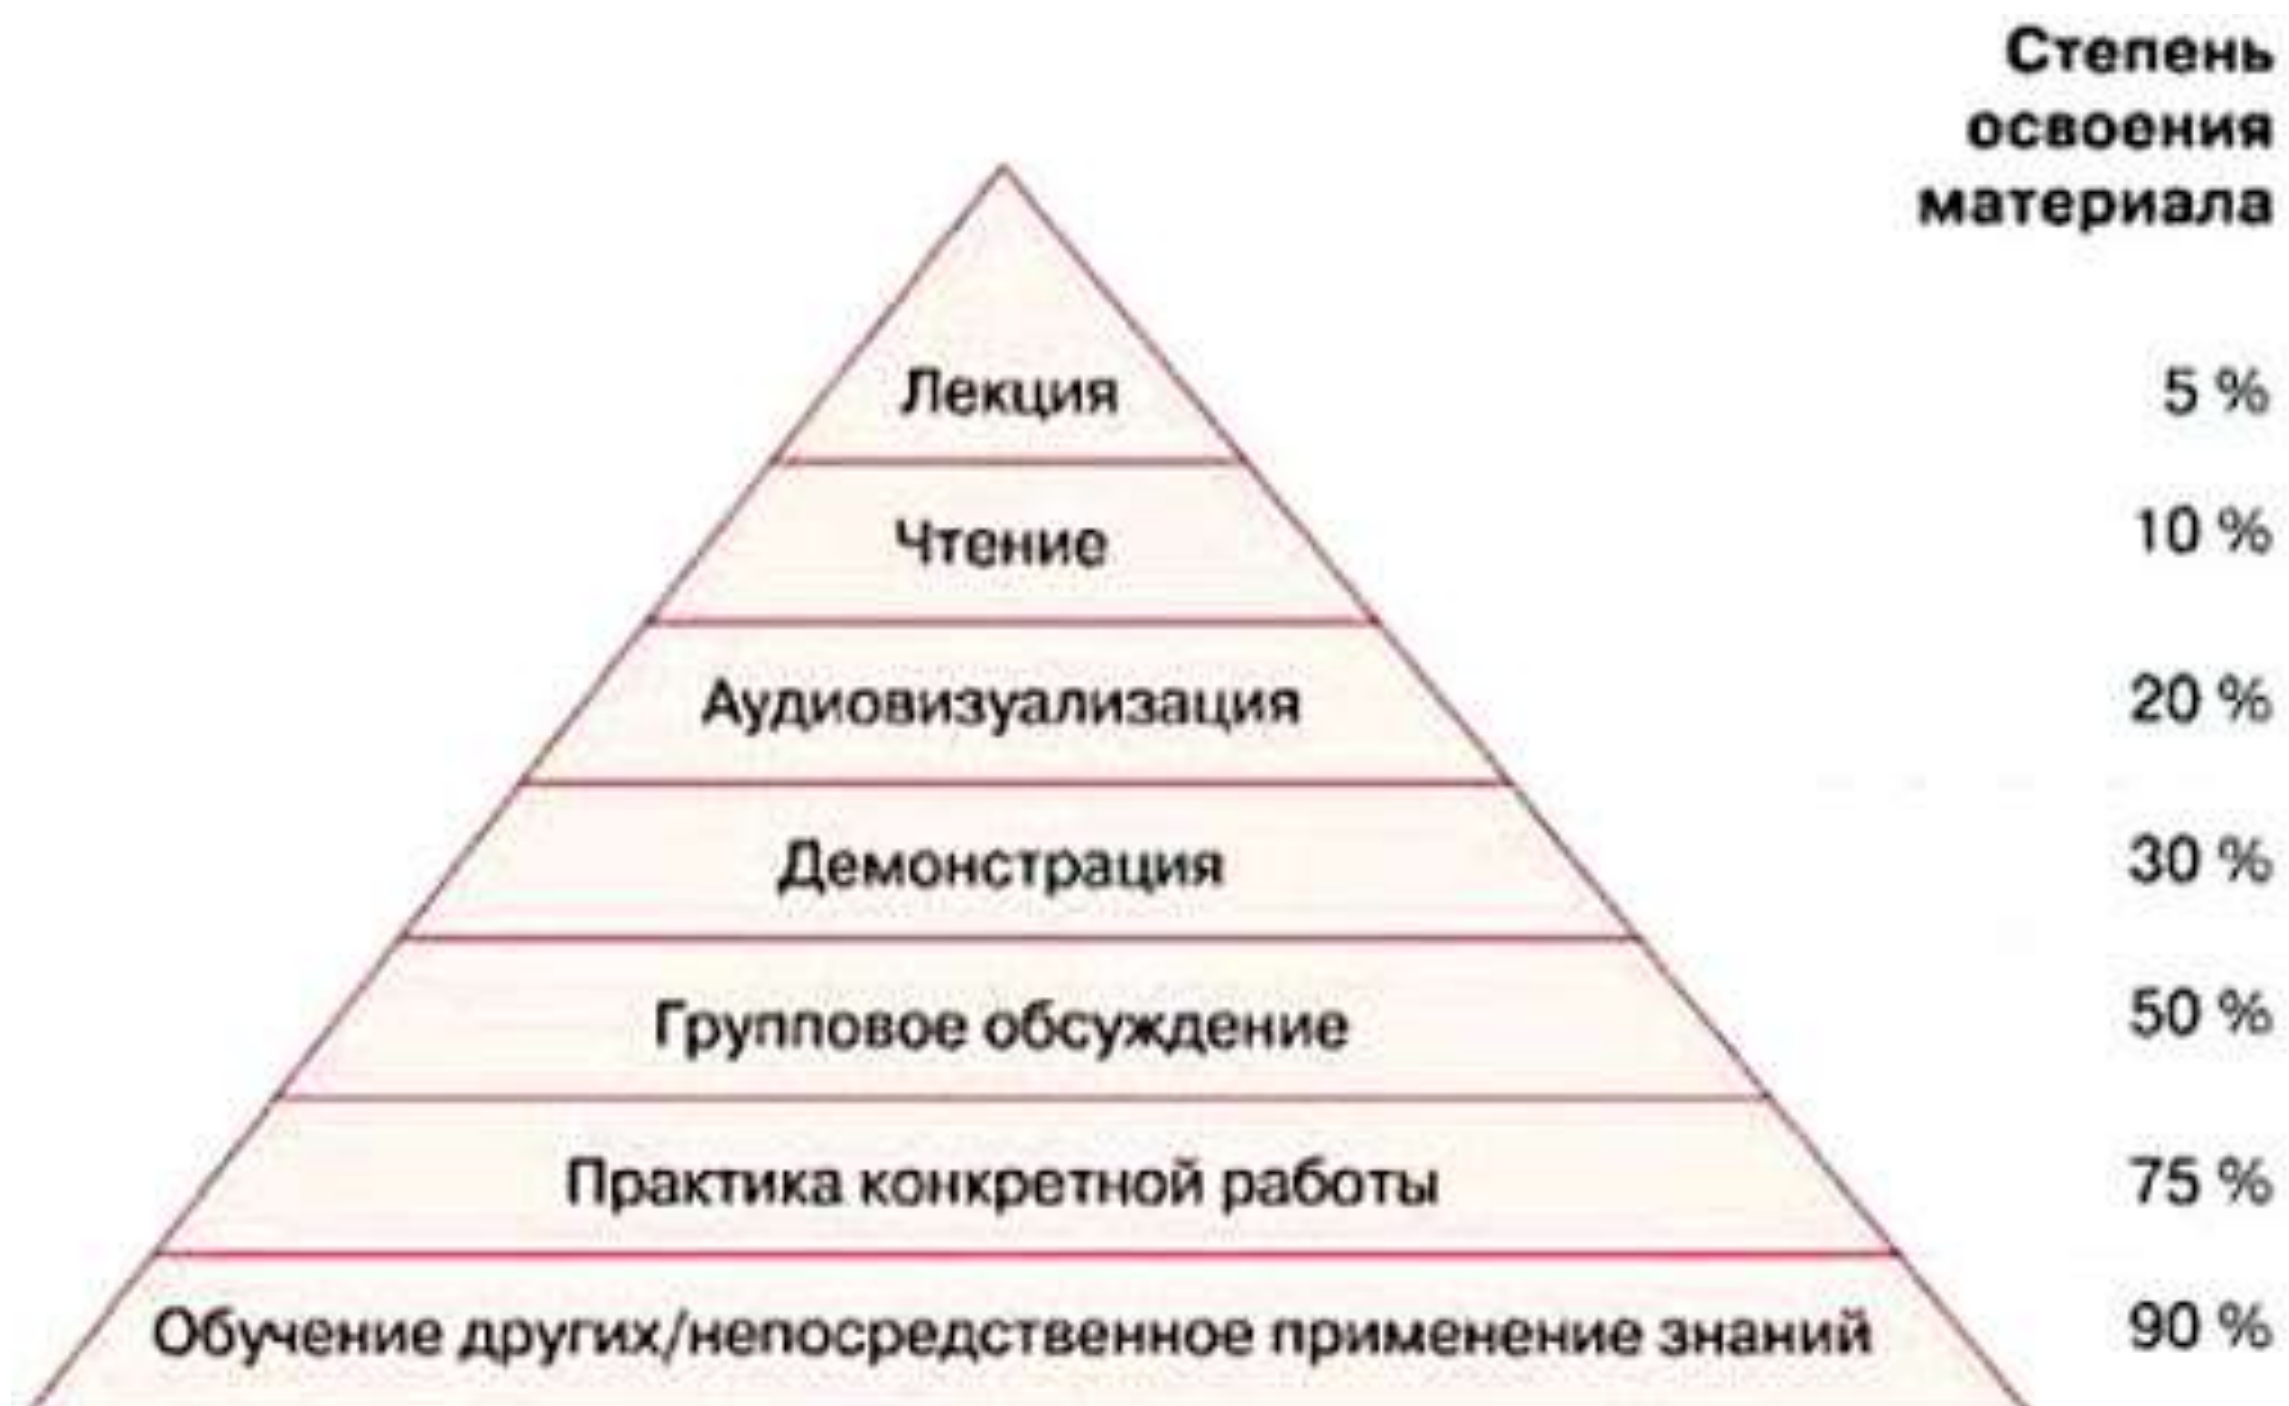 Степень
освоения
материала
Лекция 5 %
Чтение 10 %
Аудиовизуализация 20 %
Демонстрация 30 %
Групповое обсуждение 50 %
Практика конкретной работы 75 %
Обучение других/непосредственное применение знаний 90 %